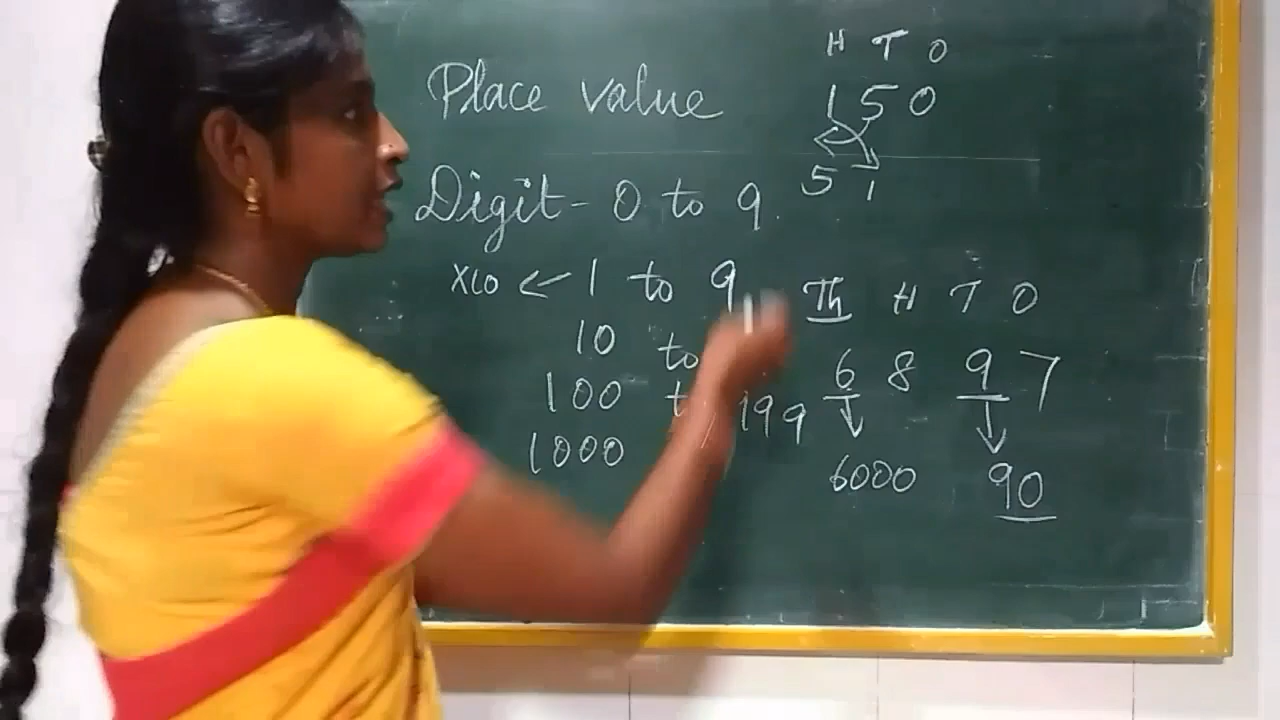 Place value
H T O
1 5 0
5 1
Digit - 0 to 9
X10 ← 1 to 9
10 to
100 199
1000
Th H T O
6 8 9 7
6000 90